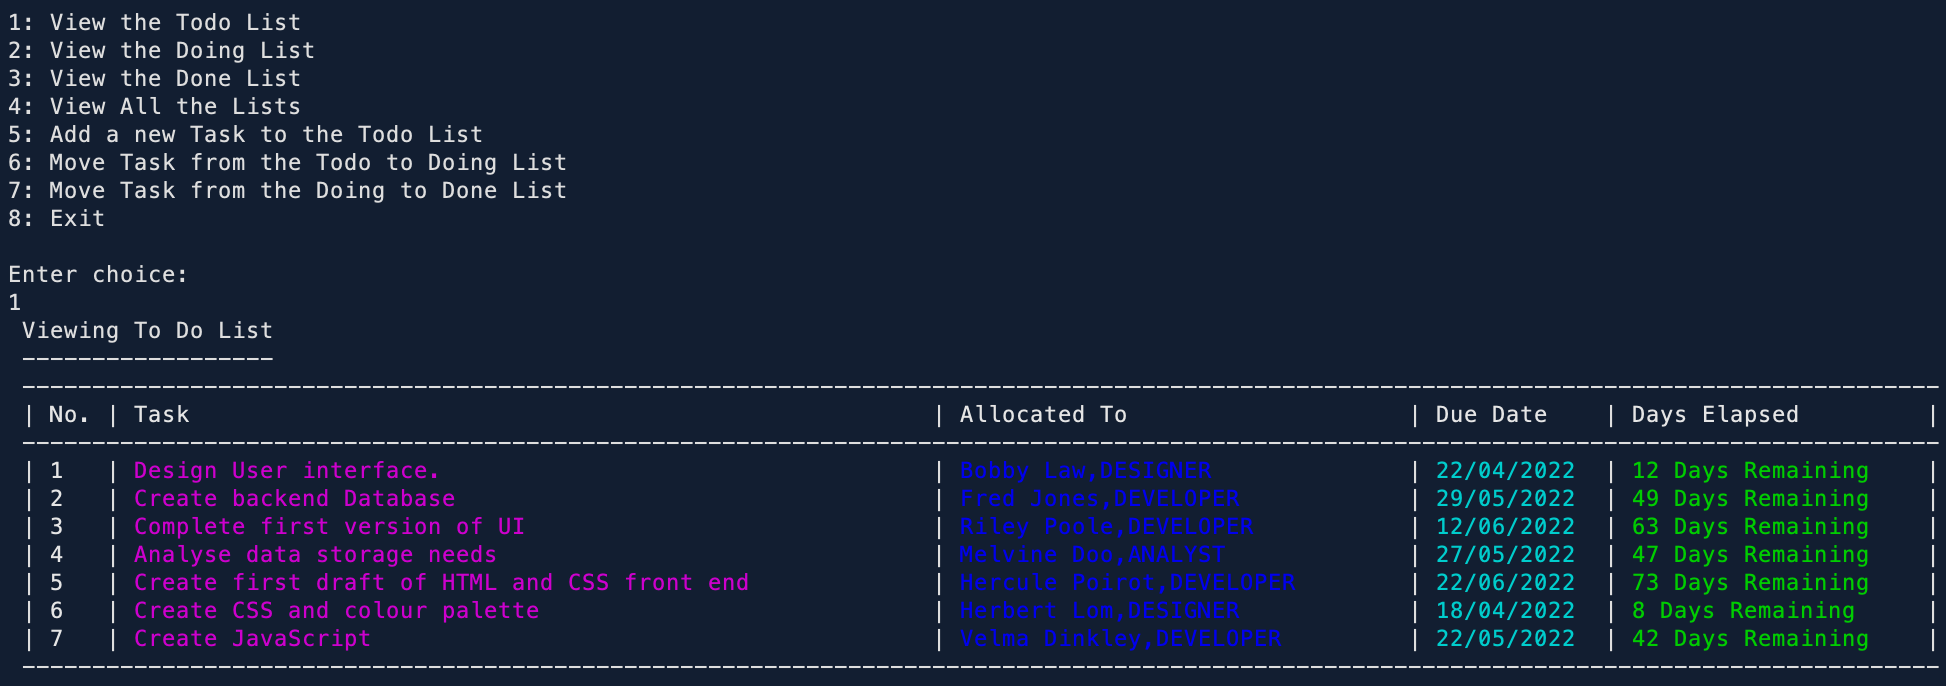 1: View the Todo List
2: View the Doing List
3: View the Done List
4: View All the Lists
5: Add a new Task to the Todo List
6: Move Task from the Todo to Doing List
7: Move Task from the Doing to Done List
8: Exit
Enter choice:
1
Viewing To Do List
------------------
-----------------------------------------------------------------------------------------------------------------------------------------
| No. | Task | Allocated To | Due Date | Days Elapsed |
-----------------------------------------------------------------------------------------------------------------------------------------
| 1 | Design User interface. | Bobby Law,DESIGNER | 22/04/2022 | 12 Days Remaining |
| 2 | Create backend Database | Fred Jones,DEVELOPER | 29/05/2022 | 49 Days Remaining |
| 3 | Complete first version of UI | Riley Poole,DEVELOPER | 12/06/2022 | 63 Days Remaining |
| 4 | Analyse data storage needs | Melvine Doo,ANALYST | 27/05/2022 | 47 Days Remaining |
| 5 | Create first draft of HTML and CSS front end | Hercule Poirot,DEVELOPER | 22/06/2022 | 73 Days Remaining |
| 6 | Create CSS and colour palette | Herbert Lom,DESIGNER | 18/04/2022 | 8 Days Remaining |
| 7 | Create JavaScript | Velma Dinkley,DEVELOPER | 22/05/2022 | 42 Days Remaining |
-----------------------------------------------------------------------------------------------------------------------------------------